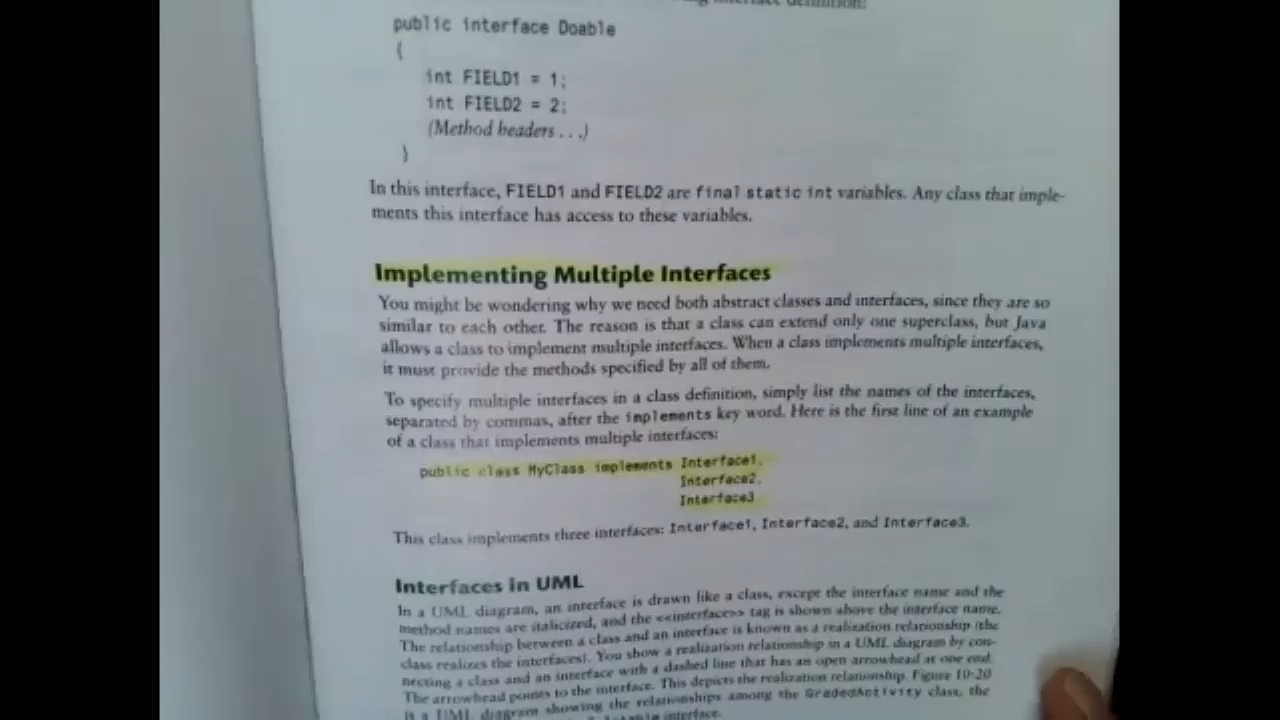 interface definition:
public interface Doable
{
int FIELD1 = 1;
int FIELD2 = 2;
(Method headers . . .)
}
In this interface, FIELD1 and FIELD2 are final static int variables. Any class that imple-
ments this interface has access to these variables.
Implementing Multiple Interfaces
You might be wondering why we need both abstract classes and interfaces, since they are so
similar to each other. The reason is that a class can extend only one superclass, but Java
allows a class to implement multiple interfaces. When a class implements multiple interfaces,
it must provide the methods specified by all of them.
To specify multiple interfaces in a class definition, simply list the names of the interfaces,
separated by commas, after the implements key word. Here is the first line of an example
of a class that implements multiple interfaces:
public class MyClass implements Interface1,
Interface2,
Interface3
This class implements three interfaces: Interface1, Interface2, and Interface3.
Interfaces in UML
In a UML diagram, an interface is drawn like a class, except the interface name and the
method names are italicized, and the <<interface>> tag is shown above the interface name.
The relationship between a class and an interface is known as a realization relationship (the
class realizes the interfaces). You show a realization relationship in a UML diagram by con-
necting a class and an interface with a dashed line that has an open arrowhead at one end.
The arrowhead points to the interface. This depicts the realization relationship. Figure 10-20
is a UML diagram showing the relationships among the GradedActivity class, the
interface.